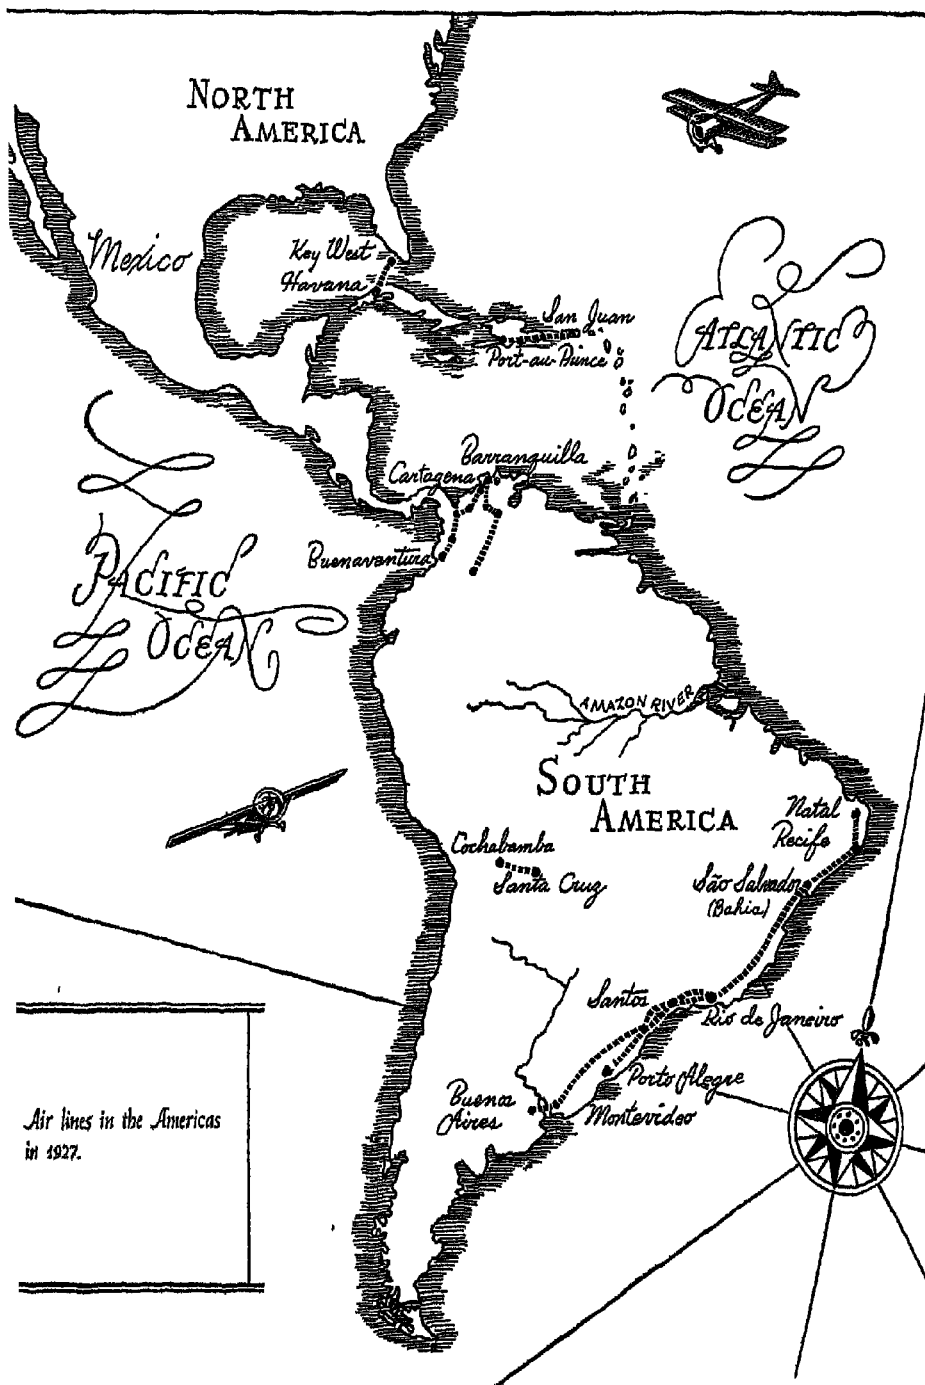 NORTH
AMERICA
Mexico
Key West
Havana
San Juan
Port-au-Prince
ATLANTIC
OCEAN
Barranquilla
Cartagena
Buenaventura
PACIFIC
OCEAN
AMAZON RIVER
SOUTH
AMERICA
Natal
Recife
Cochabamba
Santa Cruz
São Salvador
(Bahia)
Santos
Rio de Janeiro
Porto Alegre
Buenos
Aires
Montevideo
Air lines in the Americas
in 1927.